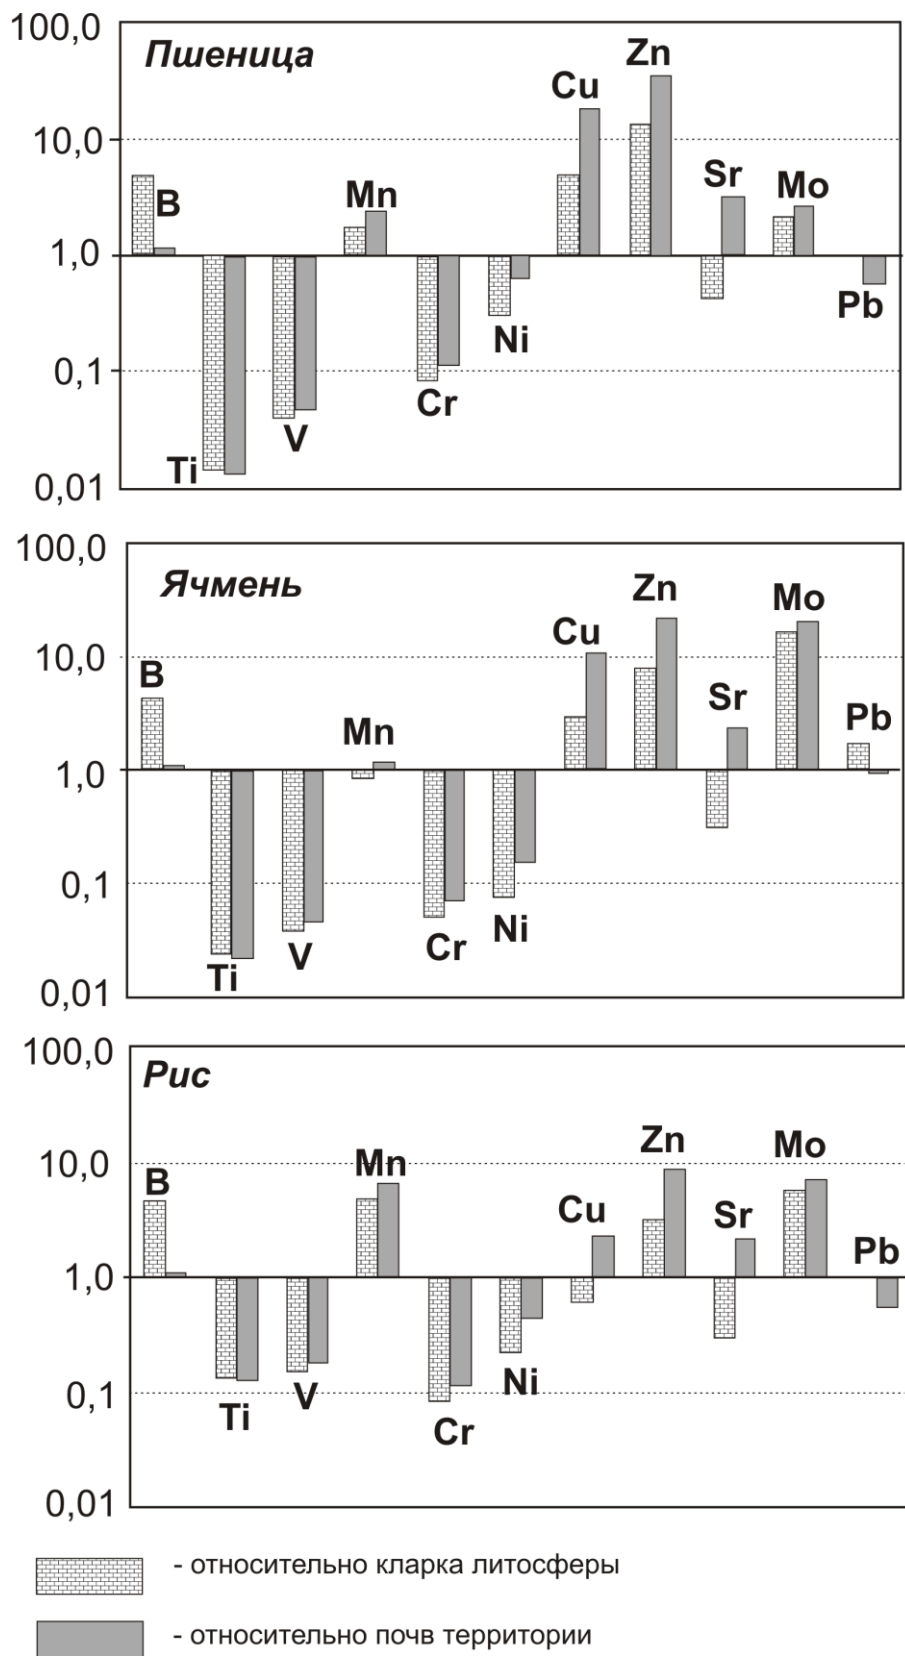 100,0
Пшеница
Zn
Cu
10,0
Sr
Mo
Mn
B
1,0
Pb
Ni
0,1
Cr
V
Ti
0,01
100,0
Ячмень
Zn
Mo
Cu
10,0
B
Sr
Pb
Mn
1,0
0,1
Ni
Cr
V
Ti
0,01
100,0
Рис
Zn
Mo
10,0
Mn
B
Cu
Sr
Pb
1,0
Ni
0,1
V
Ti
Cr
0,01
- относительно кларка литосферы
- относительно почв территории